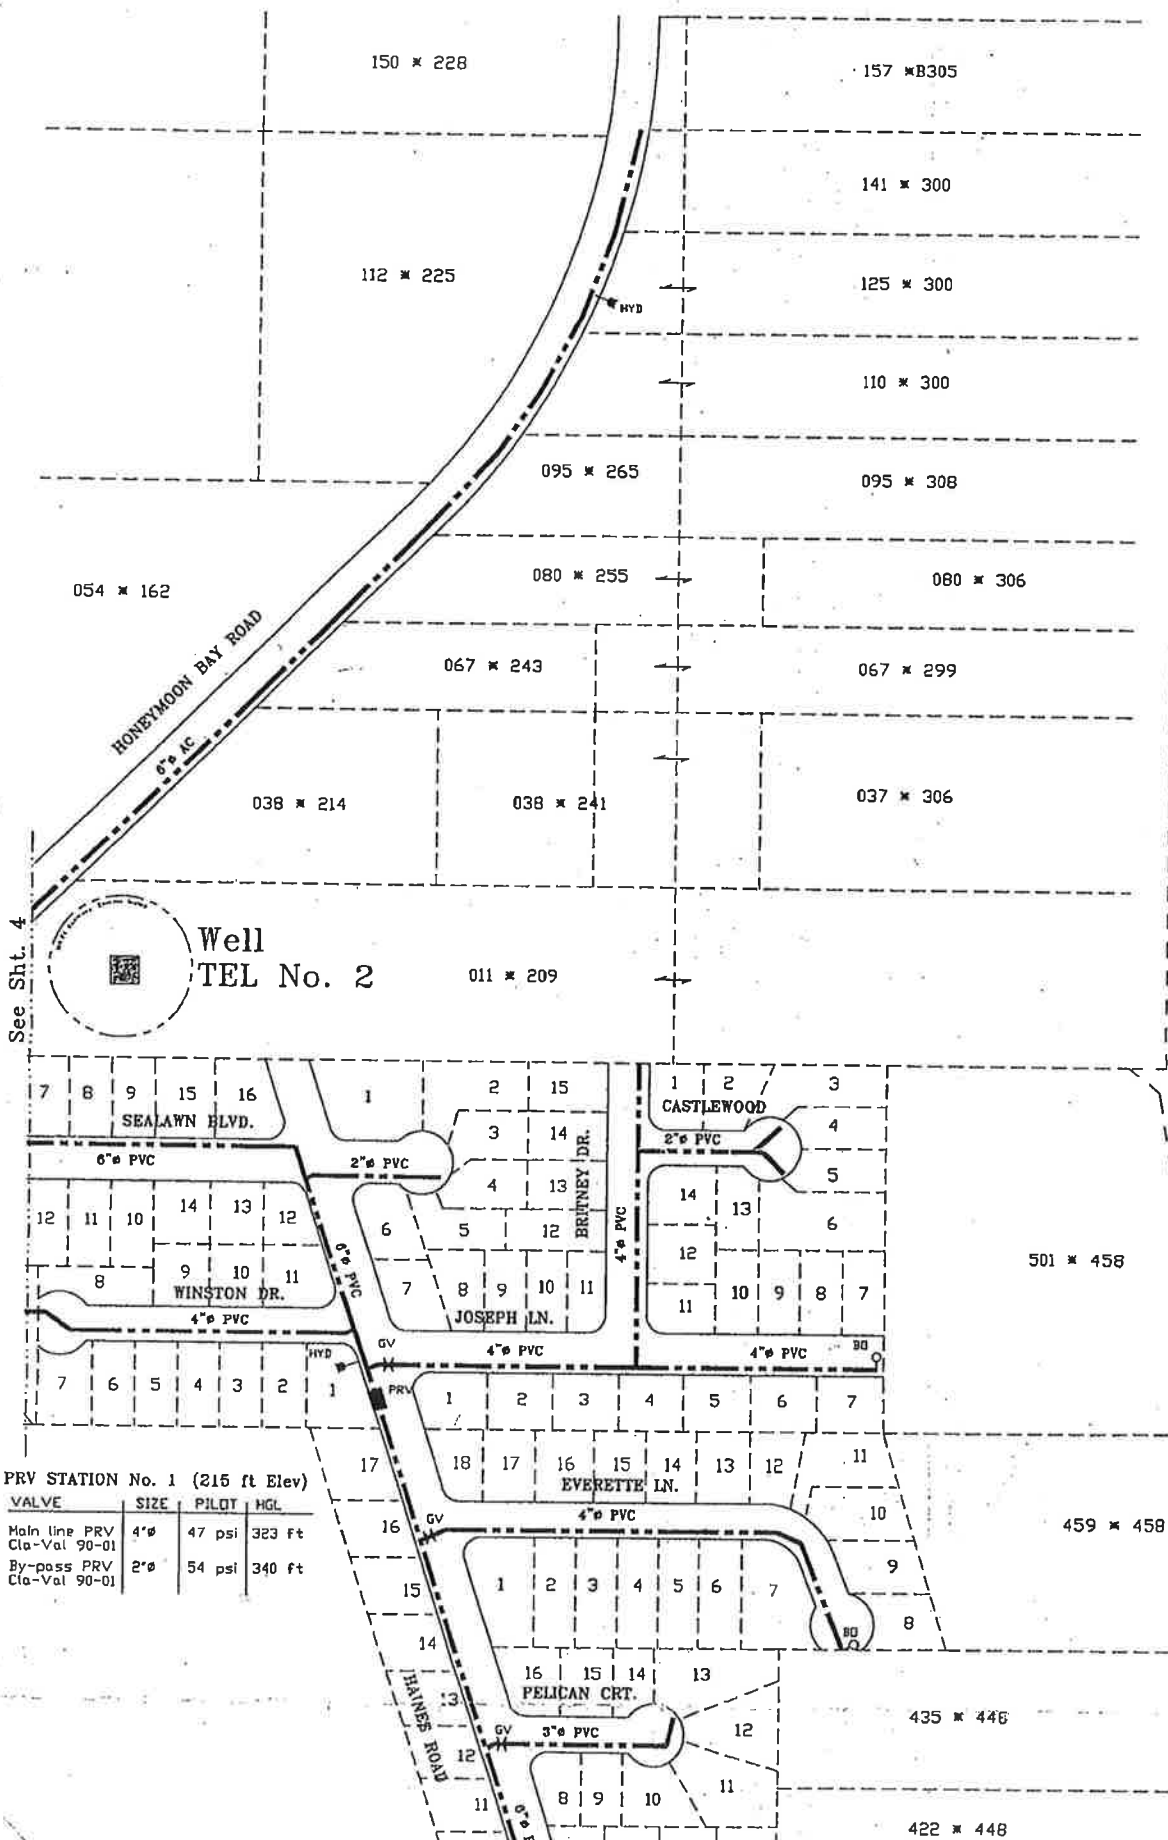 150 * 228
157 *B305
141 * 300
112 * 225
125 * 300
HYD
110 * 300
095 * 265
095 * 308
054 * 162
080 * 255
080 * 306
HONEYMOON BAY ROAD
067 * 243
067 * 299
6"ø AC
038 * 214
038 * 241
037 * 306
See Sht. 4
Well
TEL No. 2
011 * 209
7 8 9 15 16
1
2 15
1 2 3
SEALAWN BLVD.
CASTLEWOOD
3 14
4
6"ø PVC
2"ø PVC
2"ø PVC
BRITNEY DR.
4 13
5
12 11 10 14 13 12
6
5 12
14 13
6
4"ø PVC
6"ø PVC
12
501 * 458
8 9 10 11
7
8 9 10 11
11
10 9 8 7
WINSTON DR.
JOSEPH LN.
4"ø PVC
HYD
GV
4"ø PVC
4"ø PVC
BO
7 6 5 4 3 2 1
PRV
1 2 3 4 5 6 7
17
18 17 16 15 14 13 12
11
EVERETTE LN.
PRV STATION No. 1 (215 ft Elev)
VALVE SIZE PILOT HGL
Main line PRV 4"ø 47 psi 323 ft
Cla-Val 90-01
By-pass PRV 2"ø 54 psi 340 ft
Cla-Val 90-01
16
GV
4"ø PVC
10
459 * 458
15
1 2 3 4 5 6 7
9
14
8
BO
HAINES ROAD
13
16 15 14 13
PELICAN CRT.
12
GV
3"ø PVC
12
435 * 446
11
8 9 10
11
6"ø P
422 * 448